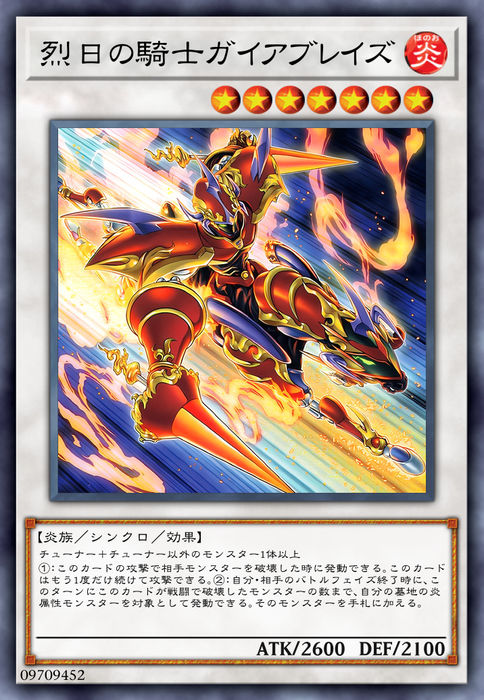 烈日の騎士ガイアブレイズ
ほのお
炎
【炎族／シンクロ／効果】
チューナー＋チューナー以外のモンスター1体以上
①：このカードの攻撃で相手モンスターを破壊した時に発動できる。このカード
はもう1度だけ続けて攻撃できる。②：自分・相手のバトルフェイズ終了時に、こ
のターンにこのカードが戦闘で破壊したモンスターの数まで、自分の墓地の炎
属性モンスターを対象として発動できる。そのモンスターを手札に加える。
ATK/2600 DEF/2100
09709452